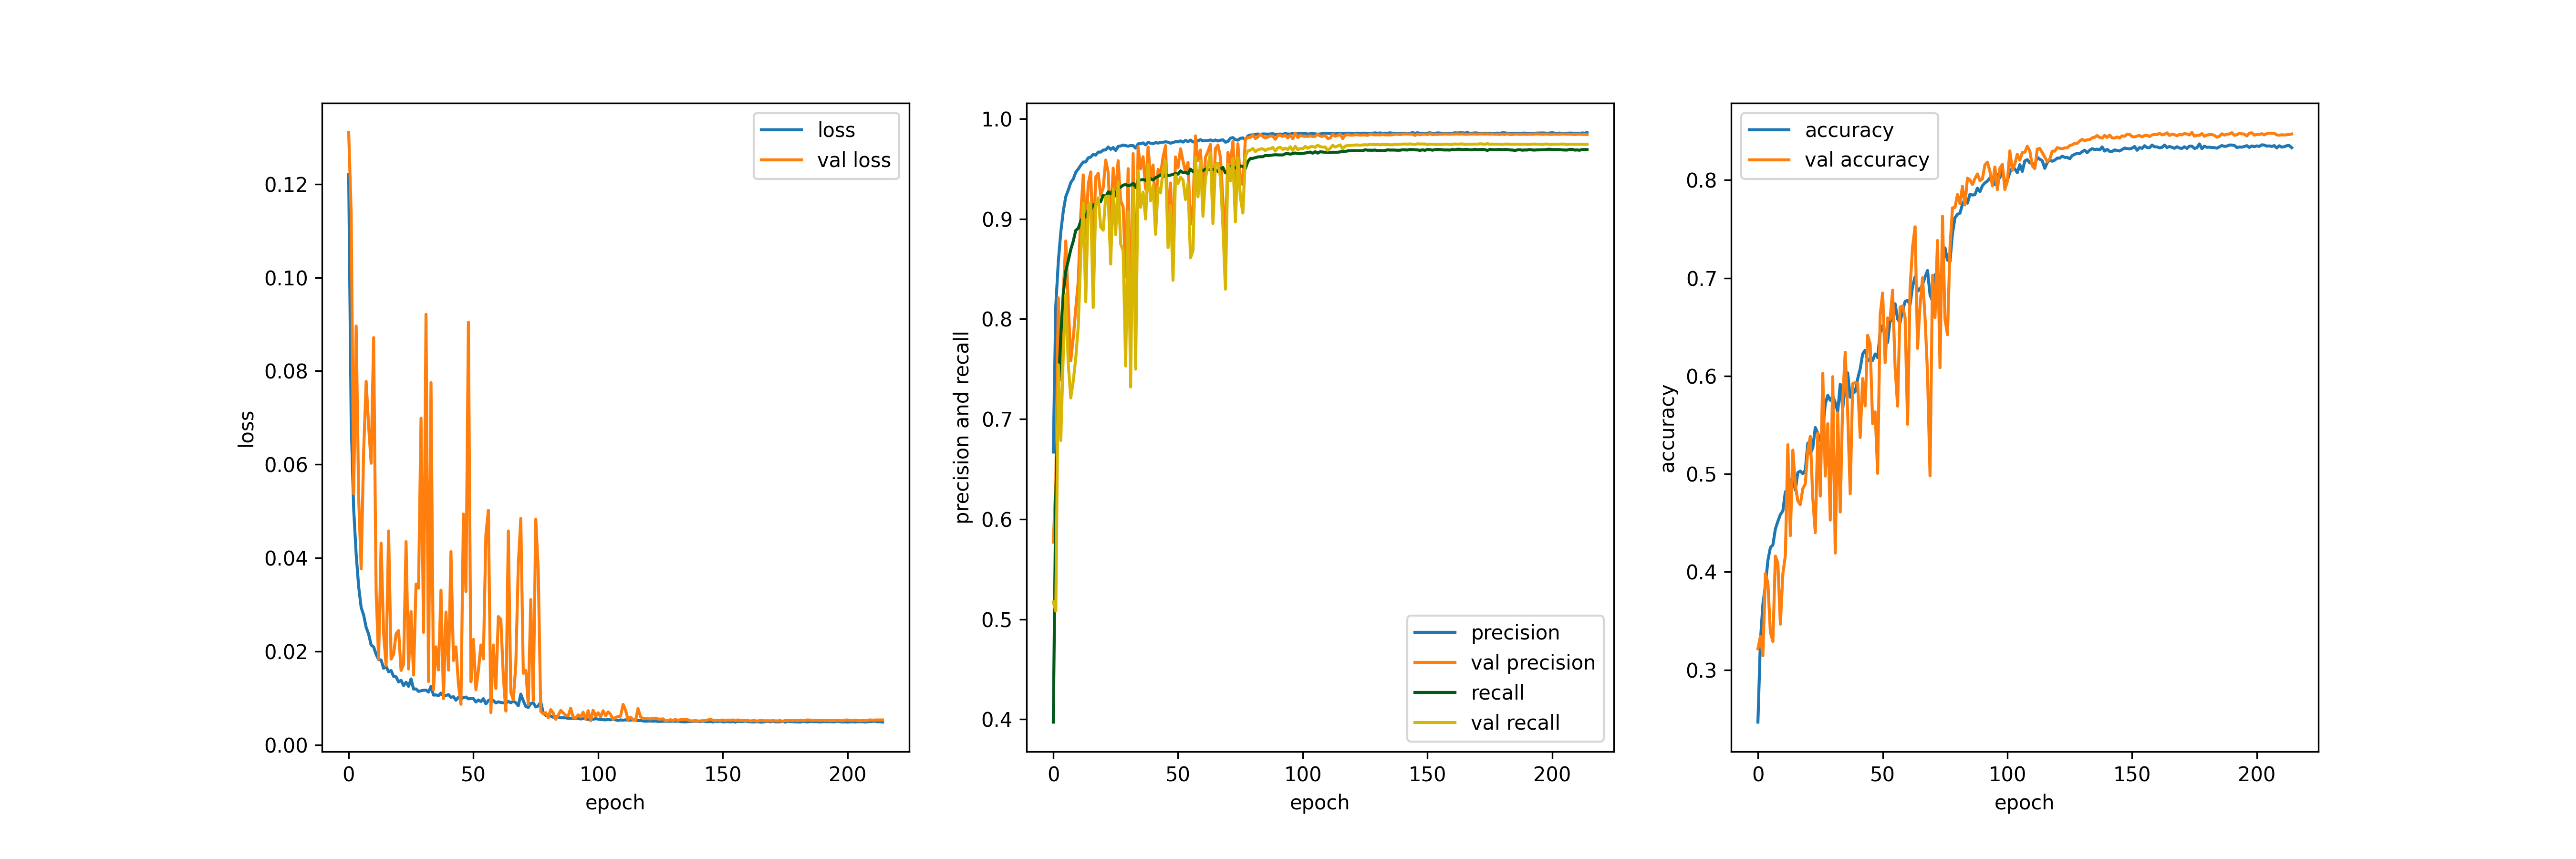 loss
val loss
0.12
0.10
0.08
0.06
0.04
0.02
0.00
loss
0 50 100 150 200
epoch
1.0
0.9
0.8
0.7
0.6
0.5
0.4
precision and recall
precision
val precision
recall
val recall
0 50 100 150 200
epoch
accuracy
val accuracy
0.8
0.7
0.6
0.5
0.4
0.3
accuracy
0 50 100 150 200
epoch